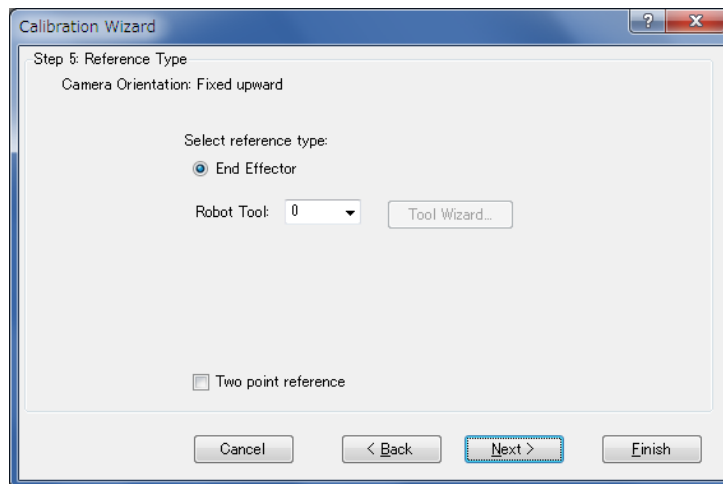 Calibration Wizard
Step 5: Reference Type
Camera Orientation: Fixed upward
Select reference type:
End Effector
Robot Tool: 0 Tool Wizard...
Two point reference
Cancel < Back Next > Finish